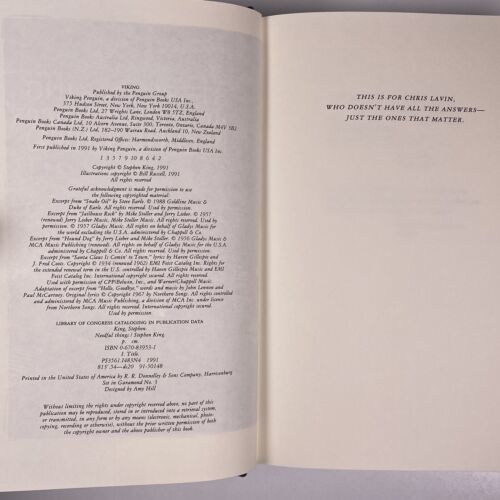 VIKING
Published by the Penguin Group
Viking Penguin, a division of Penguin Books USA Inc.,
375 Hudson Street, New York, New York 10014, U.S.A.
Penguin Books Ltd, 27 Wrights Lane, London W8 5TZ, England
Penguin Books Australia Ltd, Ringwood, Victoria, Australia
Penguin Books Canada Ltd, 10 Alcorn Avenue, Suite 300, Toronto, Ontario, Canada M4V 3B2
Penguin Books (N.Z.) Ltd, 182–190 Wairau Road, Auckland 10, New Zealand
Penguin Books Ltd, Registered Offices: Harmondsworth, Middlesex, England
First published in 1991 by Viking Penguin, a division of Penguin Books USA Inc.
1 3 5 7 9 10 8 6 4 2
Copyright © Stephen King, 1991
Illustrations copyright © Bill Russell, 1991
All rights reserved
Grateful acknowledgment is made for permission to use
the following copyrighted material:
Excerpt from "Snake Oil" by Steve Earle. © 1988 Goldline Music &
Duke of Earle. All rights reserved. Used by permission.
Excerpt from "Jailhouse Rock" by Mike Stoller and Jerry Lieber. © 1957
(renewed) Jerry Lieber Music, Mike Stoller Music. All rights reserved. Used by
permission. © 1957 Gladys Music. All rights on behalf of Gladys Music for
the world excluding the U.S. administered by Chappell & Co.
Excerpt from "Hound Dog" by Jerry Lieber and Mike Stoller. © 1956 Gladys Music &
MCA Music Publishing (renewed). All rights on behalf of Gladys Music for the U.S.A.
administered by Chappell & Co. All rights reserved. Used by permission.
Excerpt from "Santa Claus Is Comin' to Town," lyrics by Haven Gillespie and
J. Fred Coots. Copyright © 1934 (renewed 1962) EMI Feist Catalog Inc. Rights for
the extended renewal term in the U.S. controlled by Haven Gillespie Music and EMI
Feist Catalog Inc. International copyright secured. All rights reserved.
Used with permission of CPP/Belwin, Inc., and Warner/Chappell Music.
Adaptation of excerpt from "Hello, Goodbye," words and music by John Lennon and
Paul McCartney. Original lyrics © Copyright 1967 by Northern Songs. All rights controlled
and administered by MCA Music Publishing, a division of MCA Inc. under licence
from Northern Songs. All rights reserved. International copyright secured.
Used by permission.
LIBRARY OF CONGRESS CATALOGING IN PUBLICATION DATA
King, Stephen.
Needful things / Stephen King.
p. cm.
ISBN 0-670-83953-1
I. Title.
PS3561.I483N4 1991
813'.54—dc20 91-50148
Printed in the United States of America by R. R. Donnelley & Sons Company, Harrisonburg
Set in Garamond No. 3
Designed by Amy Hill
Without limiting the rights under copyright reserved above, no part of this
publication may be reproduced, stored in or introduced into a retrieval system,
or transmitted, in any form or by any means (electronic, mechanical, photo-
copying, recording or otherwise), without the prior written permission of both
the copyright owner and the above publisher of this book.
THIS IS FOR CHRIS LAVIN,
WHO DOESN'T HAVE ALL THE ANSWERS—
JUST THE ONES THAT MATTER.